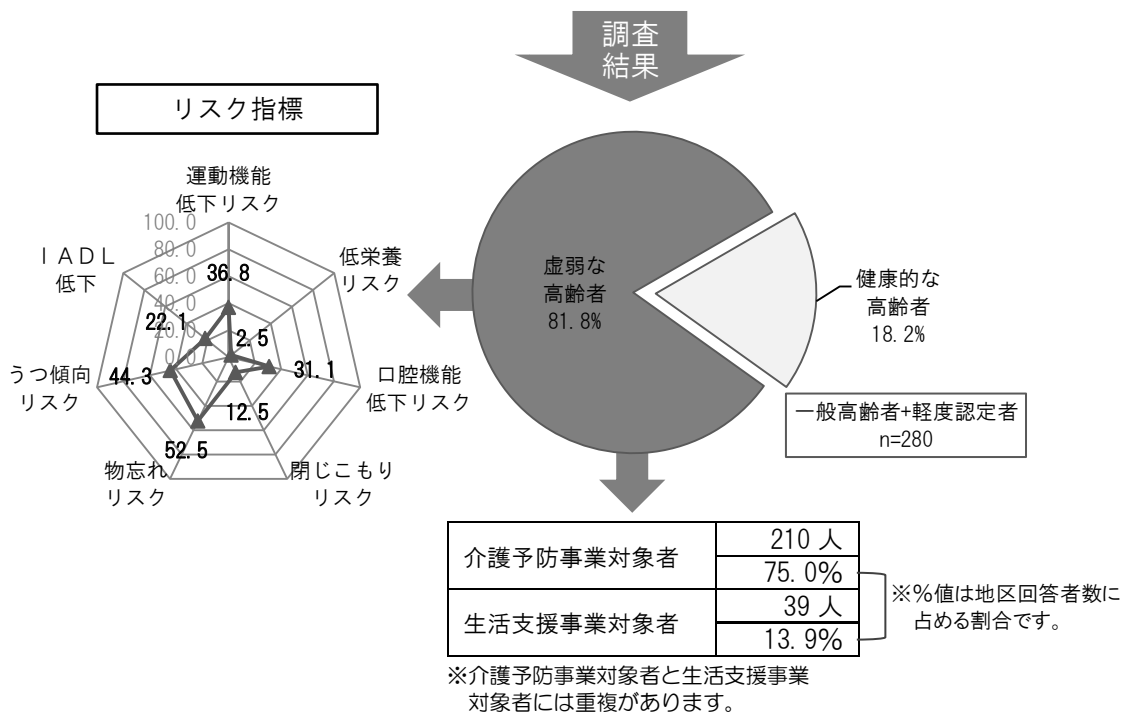 調査
結果
リスク指標
運動機能
低下リスク
低栄養
リスク
口腔機能
低下リスク
閉じこもり
リスク
物忘れ
リスク
うつ傾向
リスク
ＩＡＤＬ
低下
100.0
80.0
60.0
40.0
20.0
0.0
36.8
2.5
31.1
12.5
52.5
44.3
22.1
虚弱な
高齢者
81.8%
健康的な
高齢者
18.2%
一般高齢者+軽度認定者
n=280
介護予防事業対象者
210 人
75.0%
生活支援事業対象者
39 人
13.9%
※%値は地区回答者数に
占める割合です。
※介護予防事業対象者と生活支援事業
対象者には重複があります。